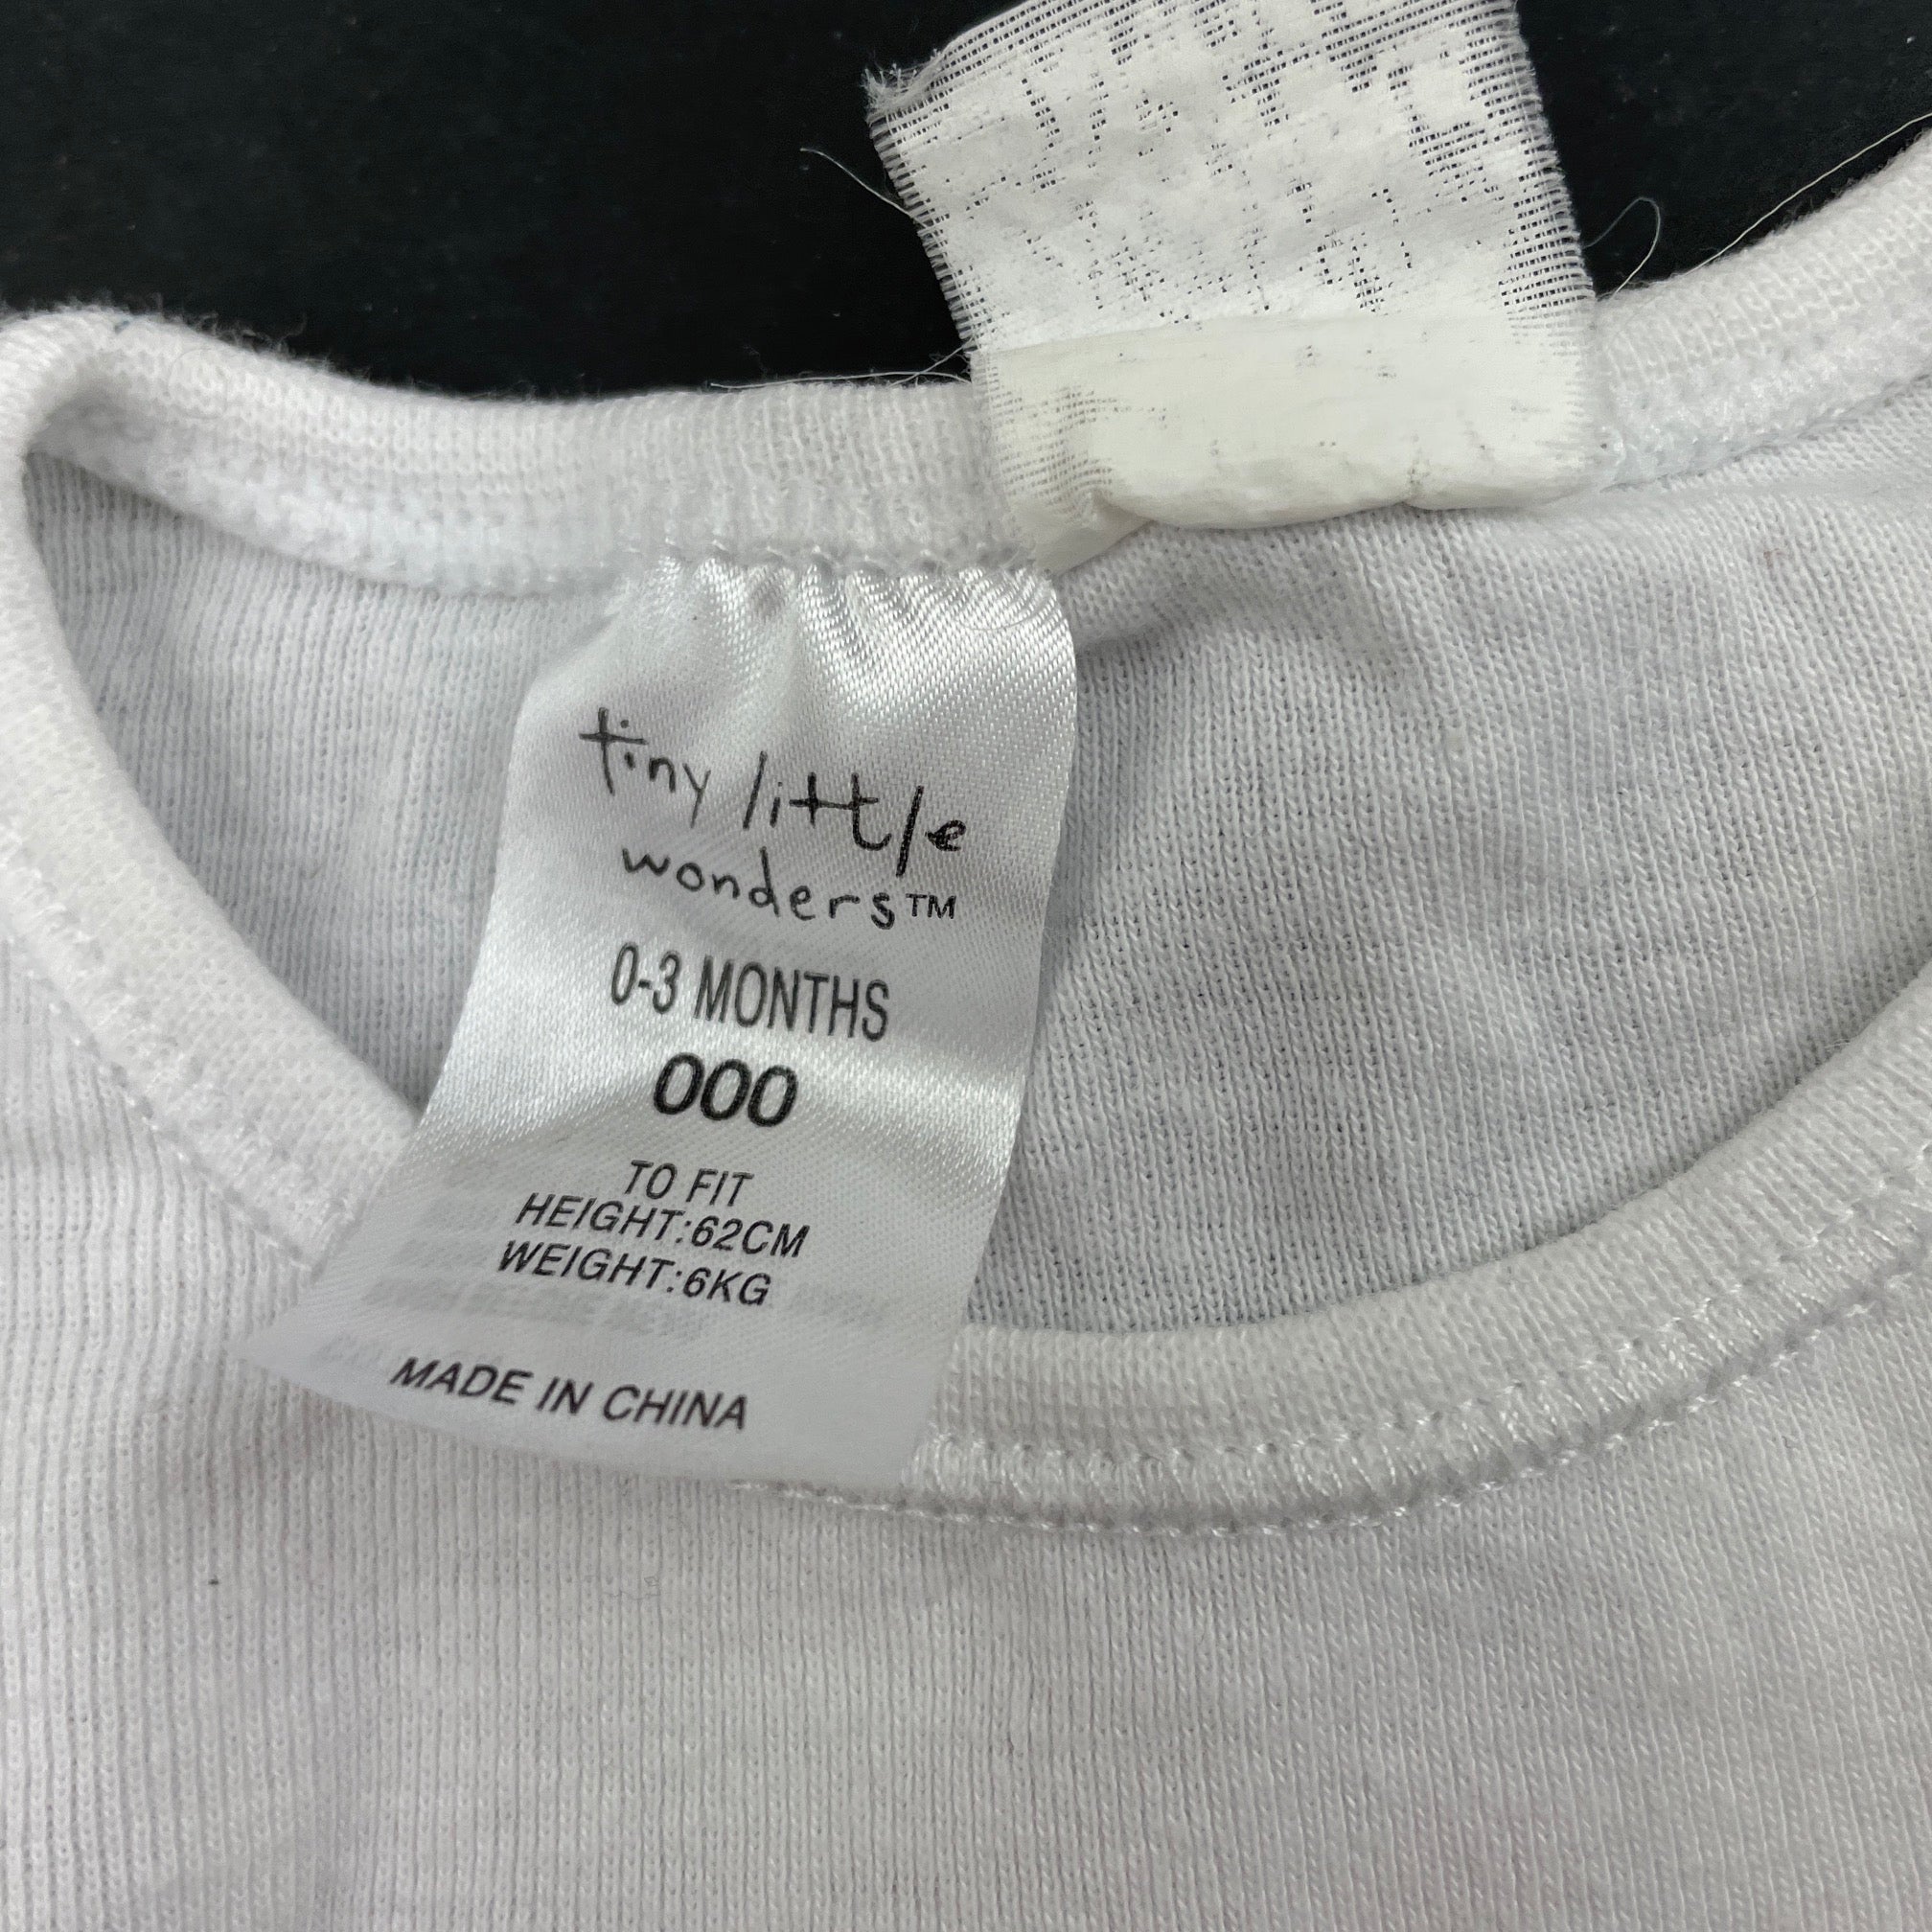 tiny little
wonders™
0-3 MONTHS
000
TO FIT
HEIGHT:62CM
WEIGHT:6KG
MADE IN CHINA